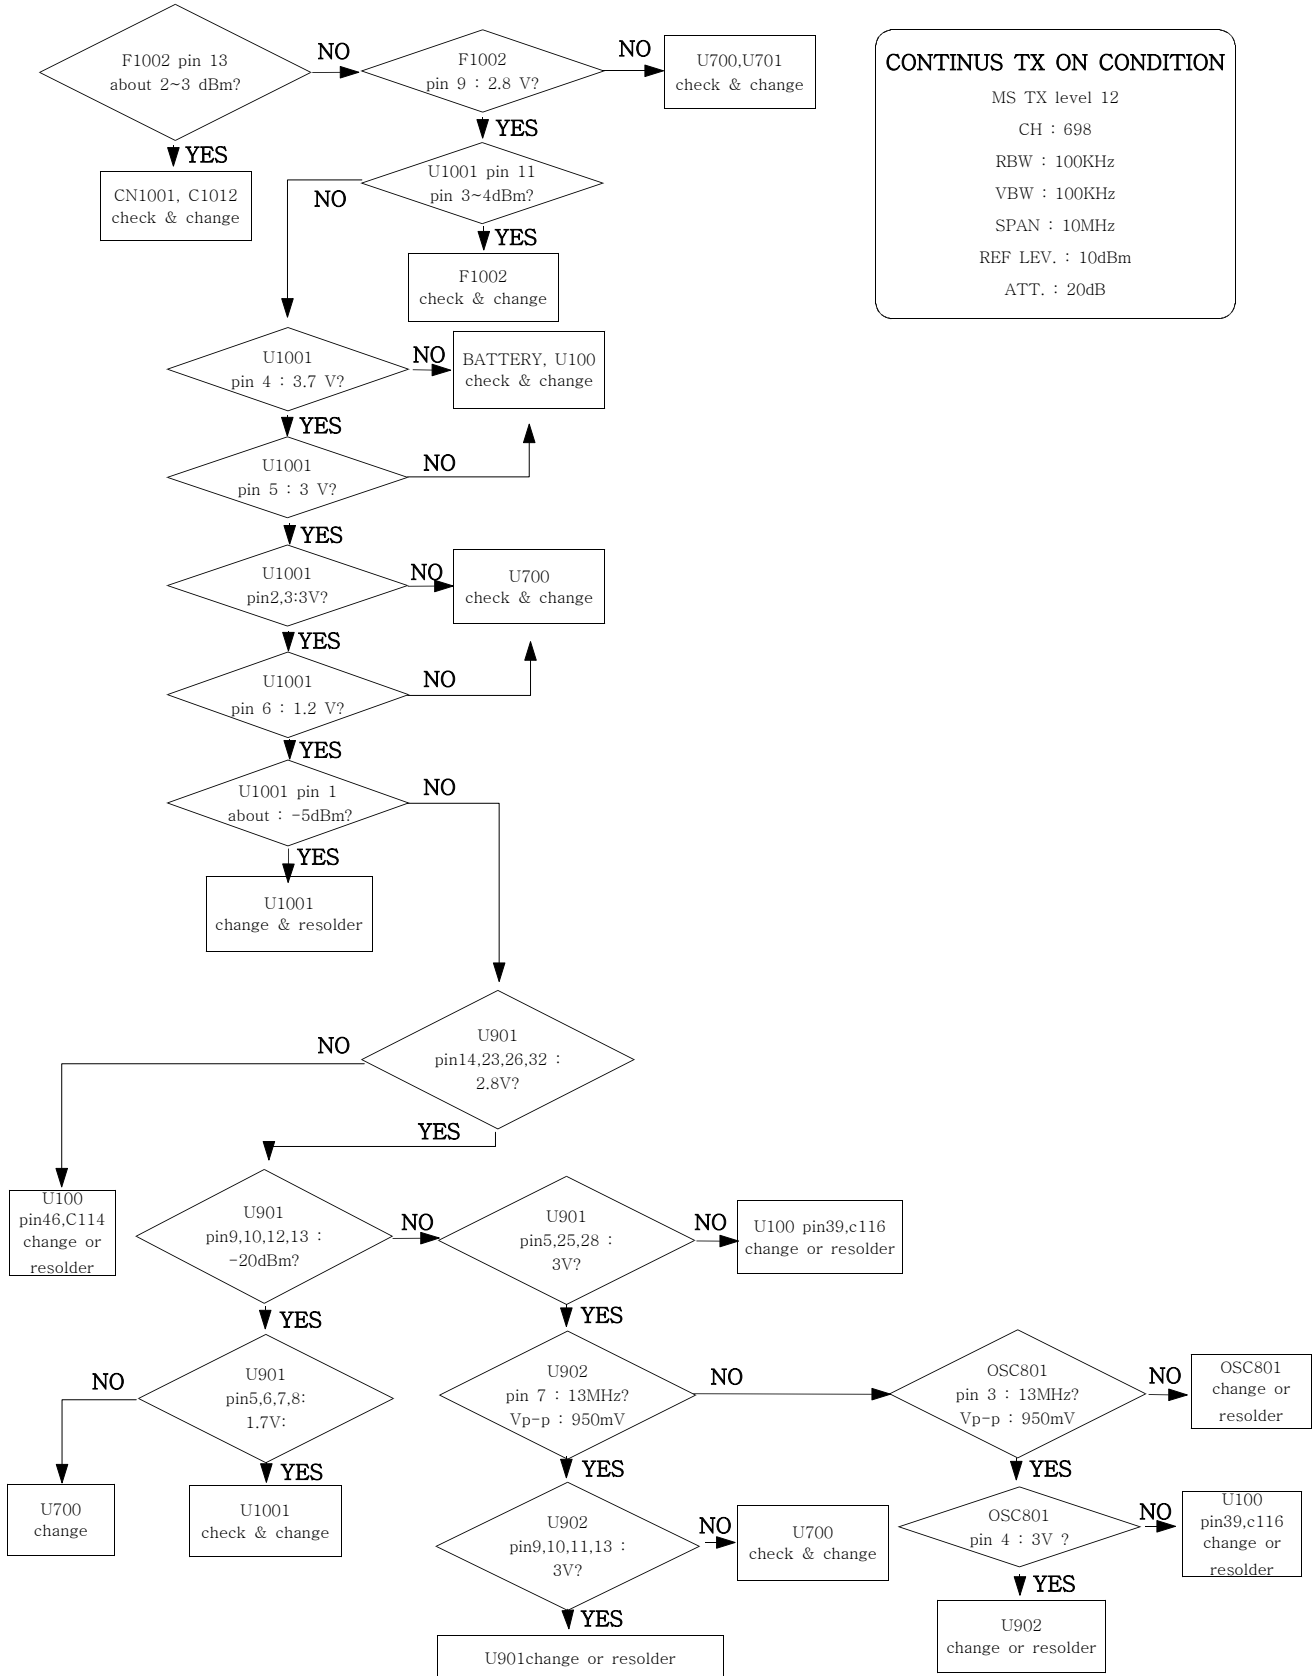 F1002 pin 13
about 2~3 dBm?
NO
F1002
pin 9 : 2.8 V?
NO
U700,U701
check & change
CONTINUS TX ON CONDITION
MS TX level 12
CH : 698
RBW : 100KHz
VBW : 100KHz
SPAN : 10MHz
REF LEV. : 10dBm
ATT. : 20dB
YES
CN1001, C1012
check & change
YES
U1001 pin 11
pin 3~4dBm?
NO
YES
F1002
check & change
U1001
pin 4 : 3.7 V?
NO
BATTERY, U100
check & change
YES
U1001
pin 5 : 3 V?
NO
YES
U1001
pin2,3:3V?
NO
U700
check & change
YES
U1001
pin 6 : 1.2 V?
NO
YES
U1001 pin 1
about : -5dBm?
NO
YES
U1001
change & resolder
U901
pin14,23,26,32 :
2.8V?
NO
YES
U100
pin46,C114
change or
resolder
U901
pin9,10,12,13 :
-20dBm?
NO
U901
pin5,25,28 :
3V?
NO
U100 pin39,c116
change or resolder
YES
U901
pin5,6,7,8:
1.7V:
NO
YES
U700
change
U1001
check & change
YES
U902
pin 7 : 13MHz?
Vp-p : 950mV
NO
OSC801
pin 3 : 13MHz?
Vp-p : 950mV
NO
OSC801
change or
resolder
YES
U902
pin9,10,11,13 :
3V?
NO
U700
check & change
YES
OSC801
pin 4 : 3V ?
NO
U100
pin39,c116
change or
resolder
YES
U901change or resolder
YES
U902
change or resolder